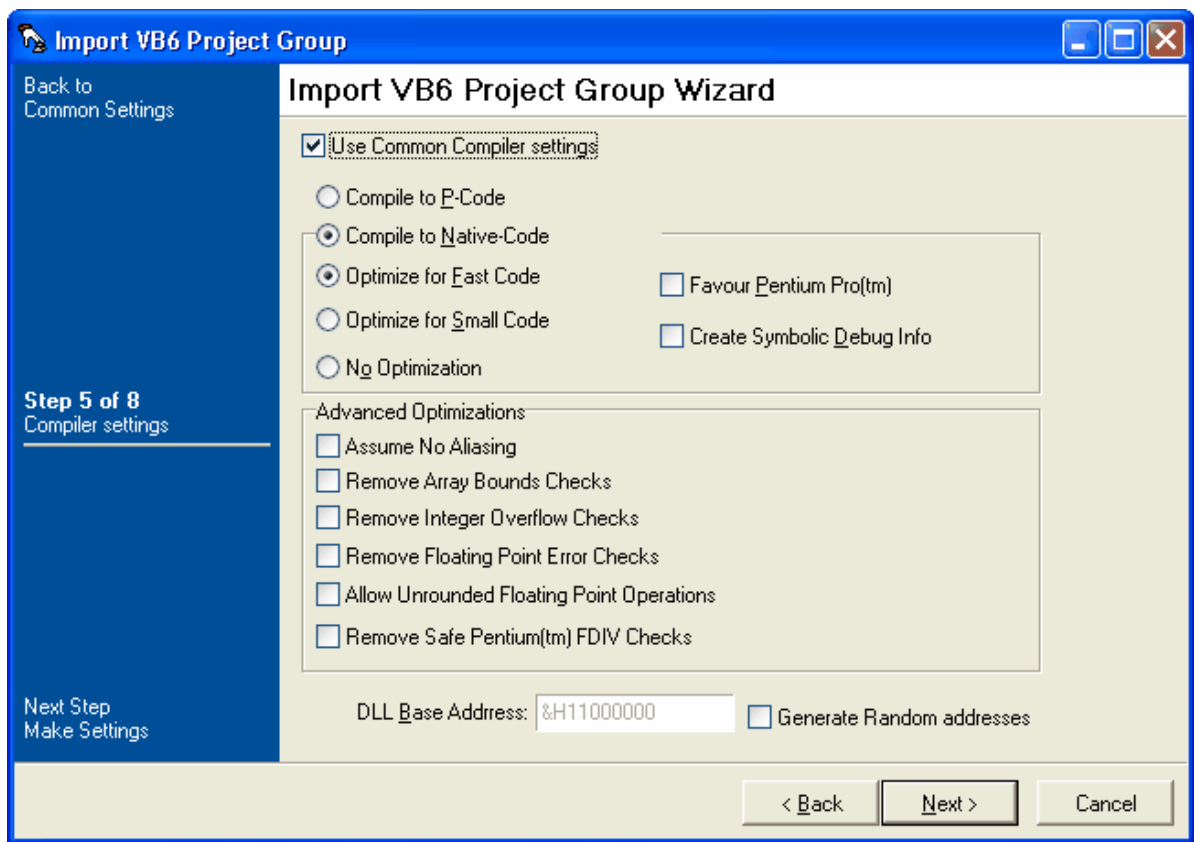 Import VB6 Project Group
Back to
Common Settings
Import VB6 Project Group Wizard
Use Common Compiler settings
Compile to P-Code
Compile to Native-Code
Optimize for Fast Code
Favour Pentium Pro(tm)
Optimize for Small Code
Create Symbolic Debug Info
No Optimization
Step 5 of 8
Compiler settings
Advanced Optimizations
Assume No Aliasing
Remove Array Bounds Checks
Remove Integer Overflow Checks
Remove Floating Point Error Checks
Allow Unrounded Floating Point Operations
Remove Safe Pentium(tm) FDIV Checks
Next Step
Make Settings
DLL Base Address: &H11000000 Generate Random addresses
< Back Next > Cancel